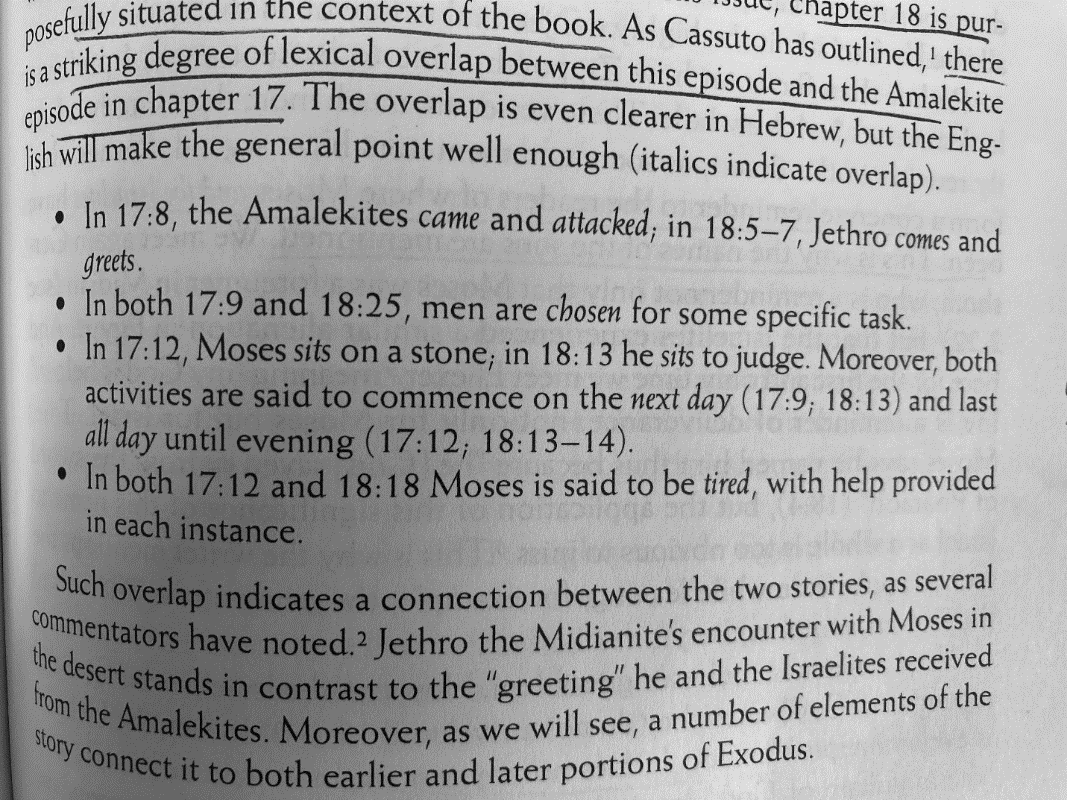 issue, chapter 18 is pur-
posefully situated in the context of the book. As Cassuto has outlined,¹ there
is a striking degree of lexical overlap between this episode and the Amalekite
episode in chapter 17. The overlap is even clearer in Hebrew, but the Eng-
lish will make the general point well enough (italics indicate overlap).
• In 17:8, the Amalekites came and attacked; in 18:5–7, Jethro comes and
greets.
• In both 17:9 and 18:25, men are chosen for some specific task.
• In 17:12, Moses sits on a stone; in 18:13 he sits to judge. Moreover, both
activities are said to commence on the next day (17:9; 18:13) and last
all day until evening (17:12; 18:13–14).
• In both 17:12 and 18:18 Moses is said to be tired, with help provided
in each instance.
Such overlap indicates a connection between the two stories, as several
commentators have noted.² Jethro the Midianite's encounter with Moses in
the desert stands in contrast to the "greeting" he and the Israelites received
from the Amalekites. Moreover, as we will see, a number of elements of the
story connect it to both earlier and later portions of Exodus.